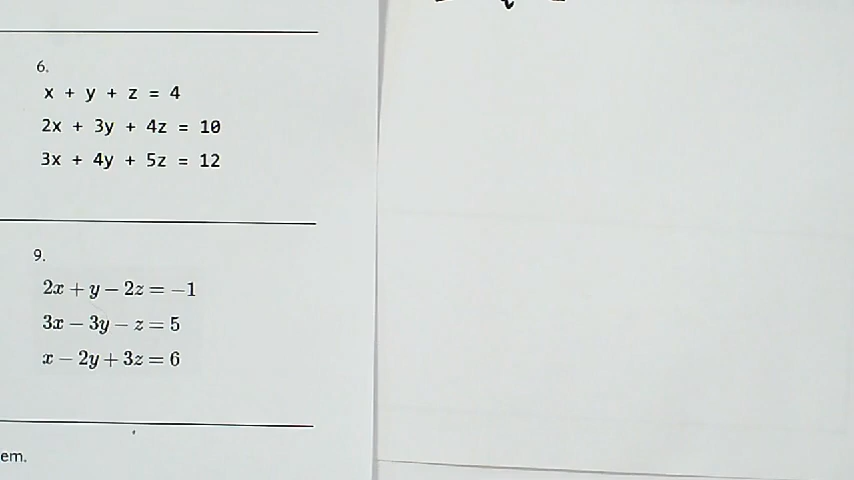 6.
x + y + z = 4
2x + 3y + 4z = 10
3x + 4y + 5z = 12
9.
2x + y − 2z = −1
3x − 3y − z = 5
x − 2y + 3z = 6
em.